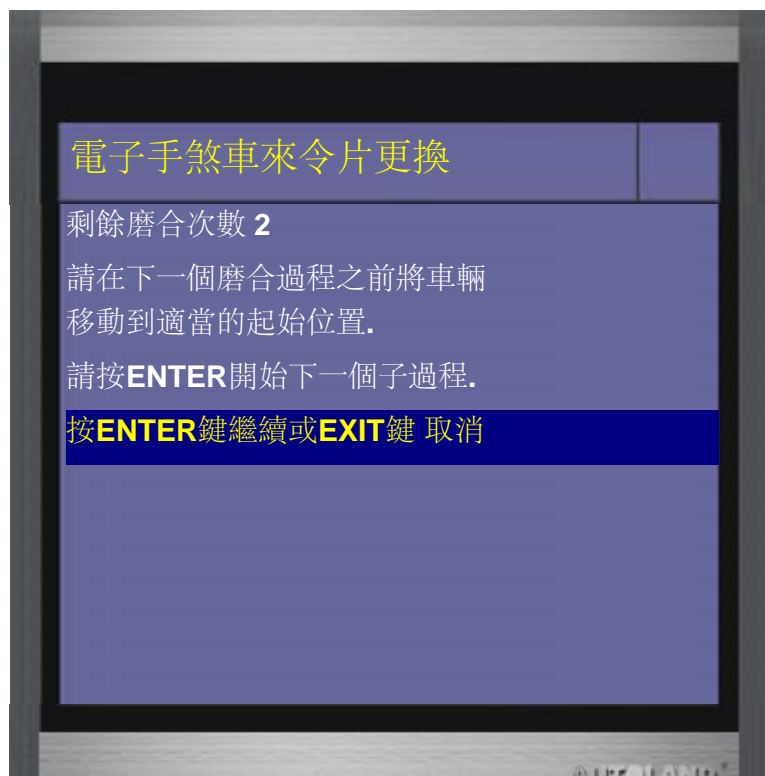 電子手煞車來令片更換
剩餘磨合次數 2
請在下一個磨合過程之前將車輛
移動到適當的起始位置.
請按ENTER開始下一個子過程.
按ENTER鍵繼續或EXIT鍵 取消
AUTOLAND